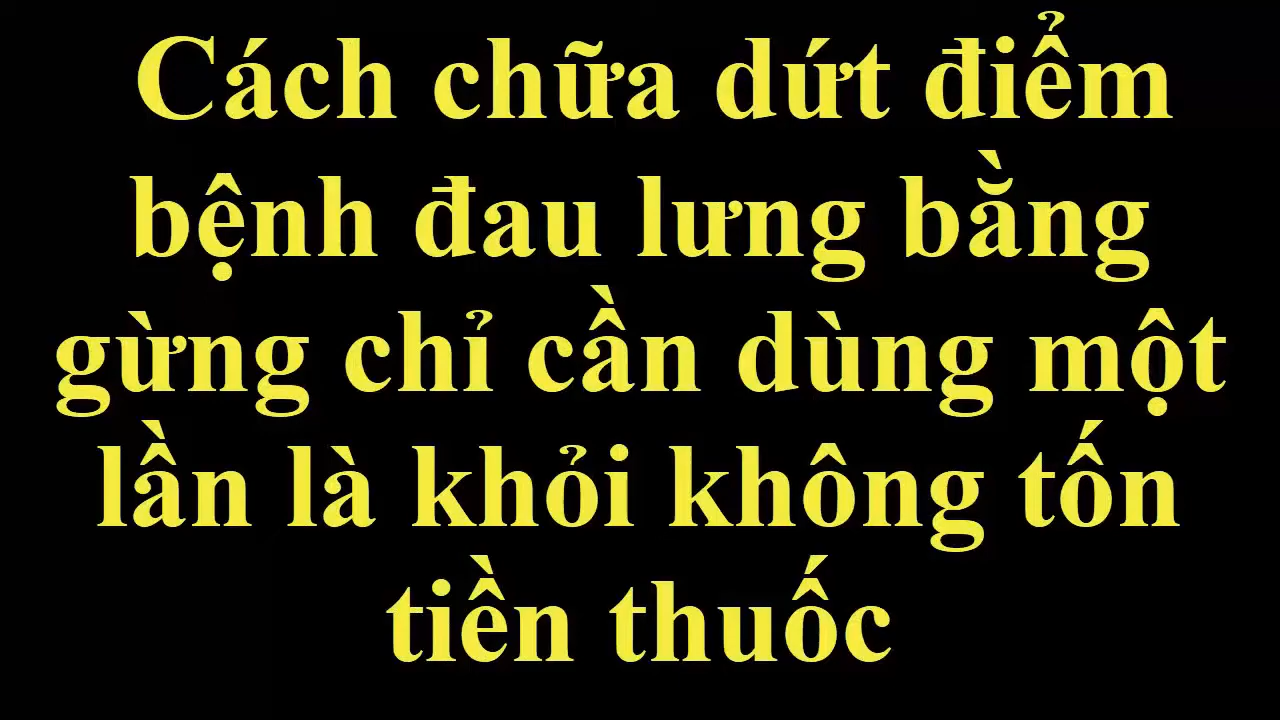 Cách chữa dứt điểm
bệnh đau lưng bằng
gừng chỉ cần dùng một
lần là khỏi không tốn
tiền thuốc